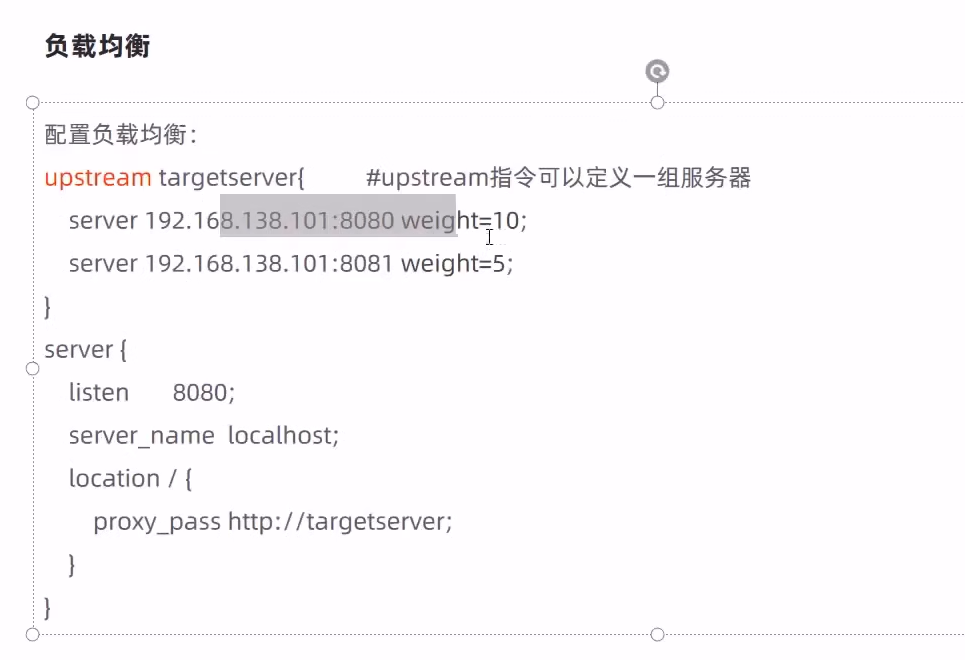 负载均衡
配置负载均衡：
upstream targetserver{ #upstream指令可以定义一组服务器
server 192.168.138.101:8080 weight=10;
server 192.168.138.101:8081 weight=5;
}
server {
listen 8080;
server_name localhost;
location / {
proxy_pass http://targetserver;
}
}